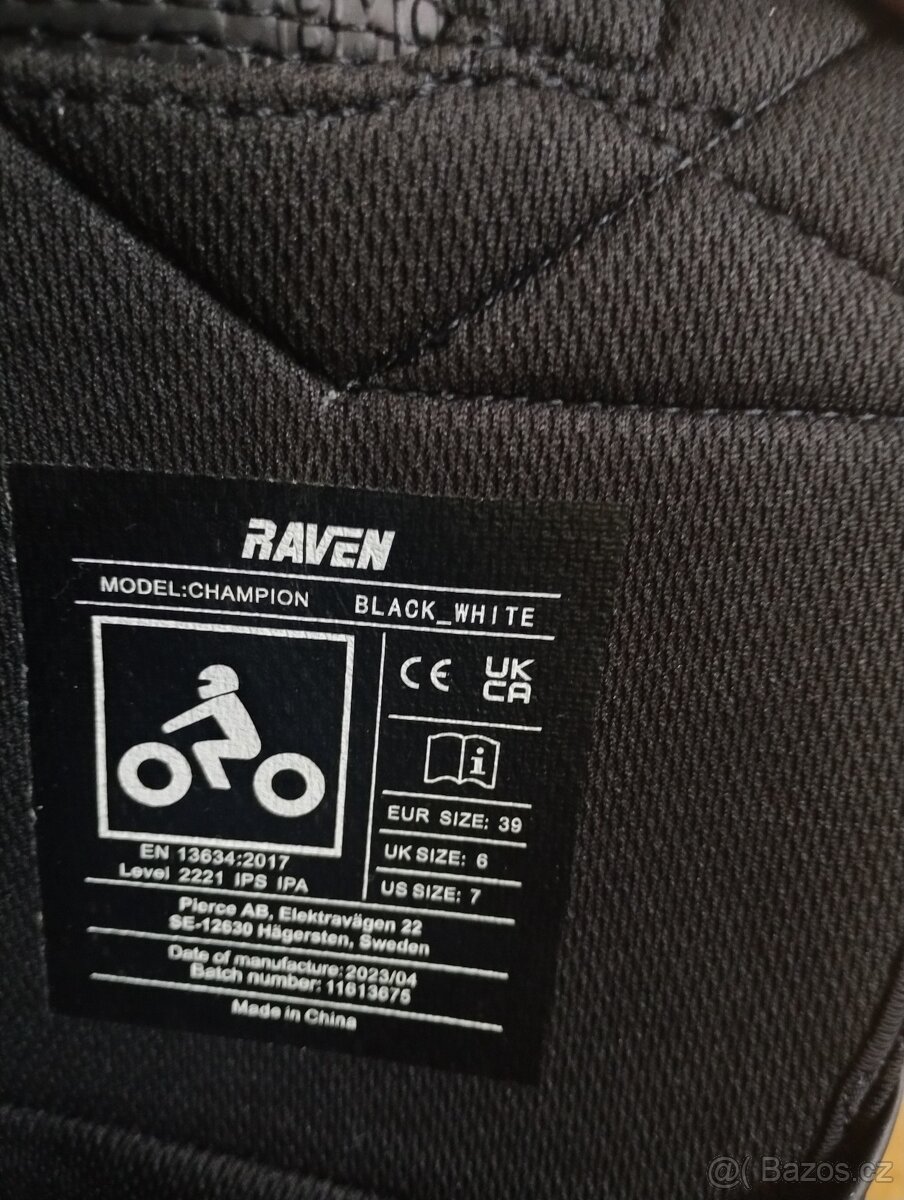 RAVEN
MODEL:CHAMPION BLACK_WHITE
CE UK
CA
i
EUR SIZE: 39
UK SIZE: 6
US SIZE: 7
EN 13634:2017
Level 2221 IPS IPA
Pierce AB, Elektravägen 22
SE-12630 Hägersten, Sweden
Date of manufacture:2023/04
Batch number:11613675
Made in China
@( Bazos.cz